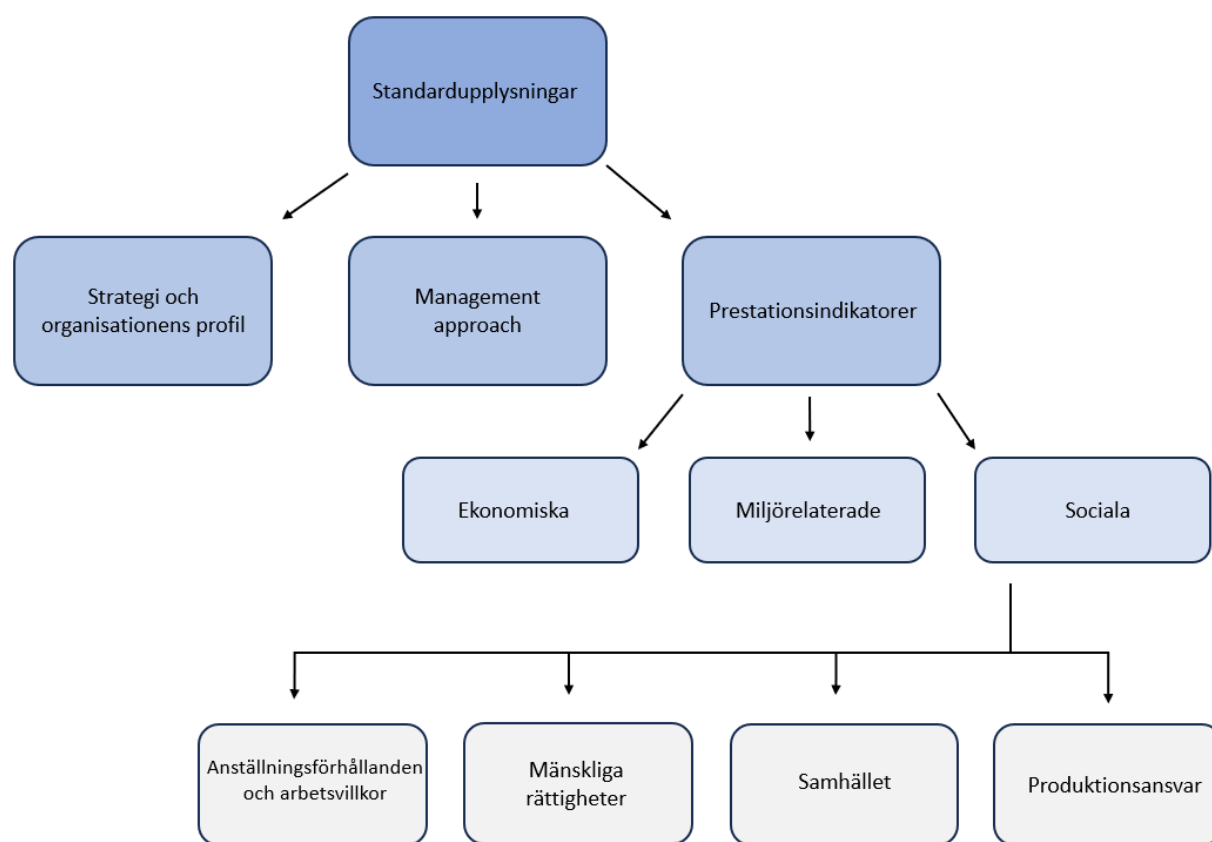 Standardupplysningar
Strategi och
organisationens profil
Management
approach
Prestationsindikatorer
Ekonomiska
Miljörelaterade
Sociala
Anställningsförhållanden
och arbetsvillkor
Mänskliga
rättigheter
Samhället
Produktionsansvar